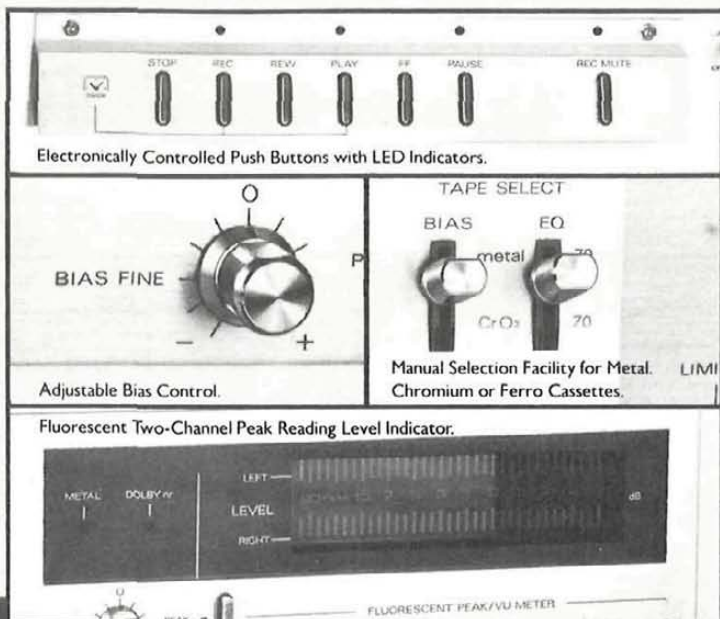 STOP REC REW PLAY FF PAUSE REC MUTE
Electronically Controlled Push Buttons with LED Indicators.
O
BIAS FINE
P
− +
Adjustable Bias Control.
TAPE SELECT
BIAS EQ
metal 70
CrO₂ 70
Manual Selection Facility for Metal.
Chromium or Ferro Cassettes.
LIMI
Fluorescent Two-Channel Peak Reading Level Indicator.
METAL DOLBY nr
LEFT
LEVEL
RIGHT
dB
O
FLUORESCENT PEAK/VU METER